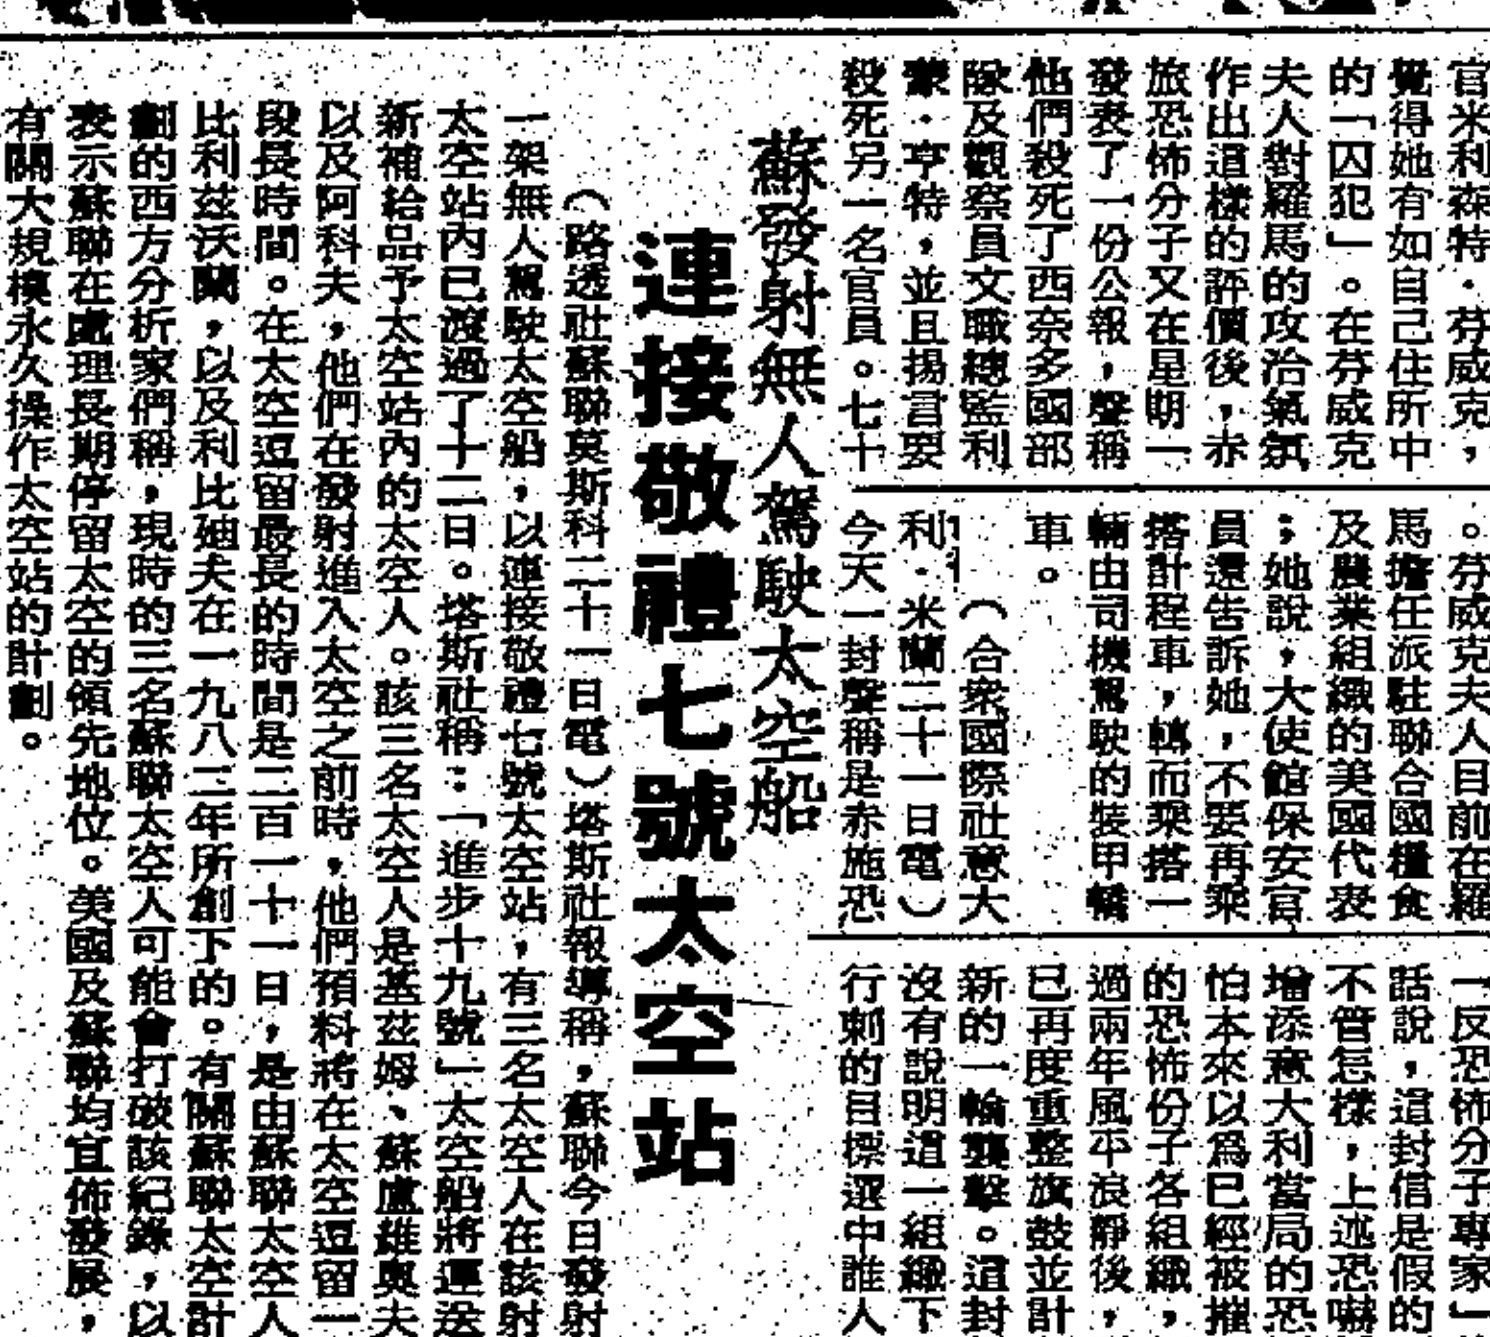 官米利森特·芬威克，
覺得她有如自己住所中
的「囚犯」。在芬威克
夫人對羅馬的攻治氣氛
作出這樣的評價後，赤
旅恐怖分子又在星期一
發表了一份公報，聲稱
他們殺死了西奈多國部
隊及觀察員文職總監利
蒙·亨特，並且揚言要
殺死另一名官員。七十
。芬威克夫人目前在羅
馬擔任派駐聯合國糧食
及農業組織的美國代表
；她說，大使館保安官
員還告訴她，不要再乘
搭計程車，轉而乘搭一
輛由司機駕駛的裝甲轎
車。
（合衆國際社意大
利·米蘭二十一日電）
今天一封聲稱是赤施恐
一反恐怖分子專家」
話說，這封信是假的
不管怎樣，上述恐嚇
增添意大利當局的恐
怕本來以爲已經被摧
的恐怖份子各組織，
過兩年風平浪靜後，
已再度重整旗鼓並計
新的一輪襲擊。這封
沒有說明這一組織下
行刺的目標選中誰人
蘇發射無人駕駛太空船
連接敬禮七號太空站
（路透社蘇聯莫斯科二十一日電）塔斯社報導稱，蘇聯今日發射
一架無人駕駛太空船，以連接敬禮七號太空站，有三名太空人在該射
太空站內已渡過了十二日。塔斯社稱：「進步十九號」太空船將運送
新補給品予太空站內的太空人。該三名太空人是基茲姆、蘇盧維奧夫
以及阿科夫，他們在發射進入太空之前時，他們預料將在太空逗留一
段長時間。在太空逗留最長的時間是二百一十一日，是由蘇聯太空人
比利茲沃蘭，以及利比廸夫在一九八二年所創下的。有關蘇聯太空計
劃的西方分析家們稱，現時的三名蘇聯太空人可能會打破該紀錄，以
表示蘇聯在處理長期停留太空的領先地位。美國及蘇聯均宣佈發展，
有關大規模永久操作太空站的計劃。